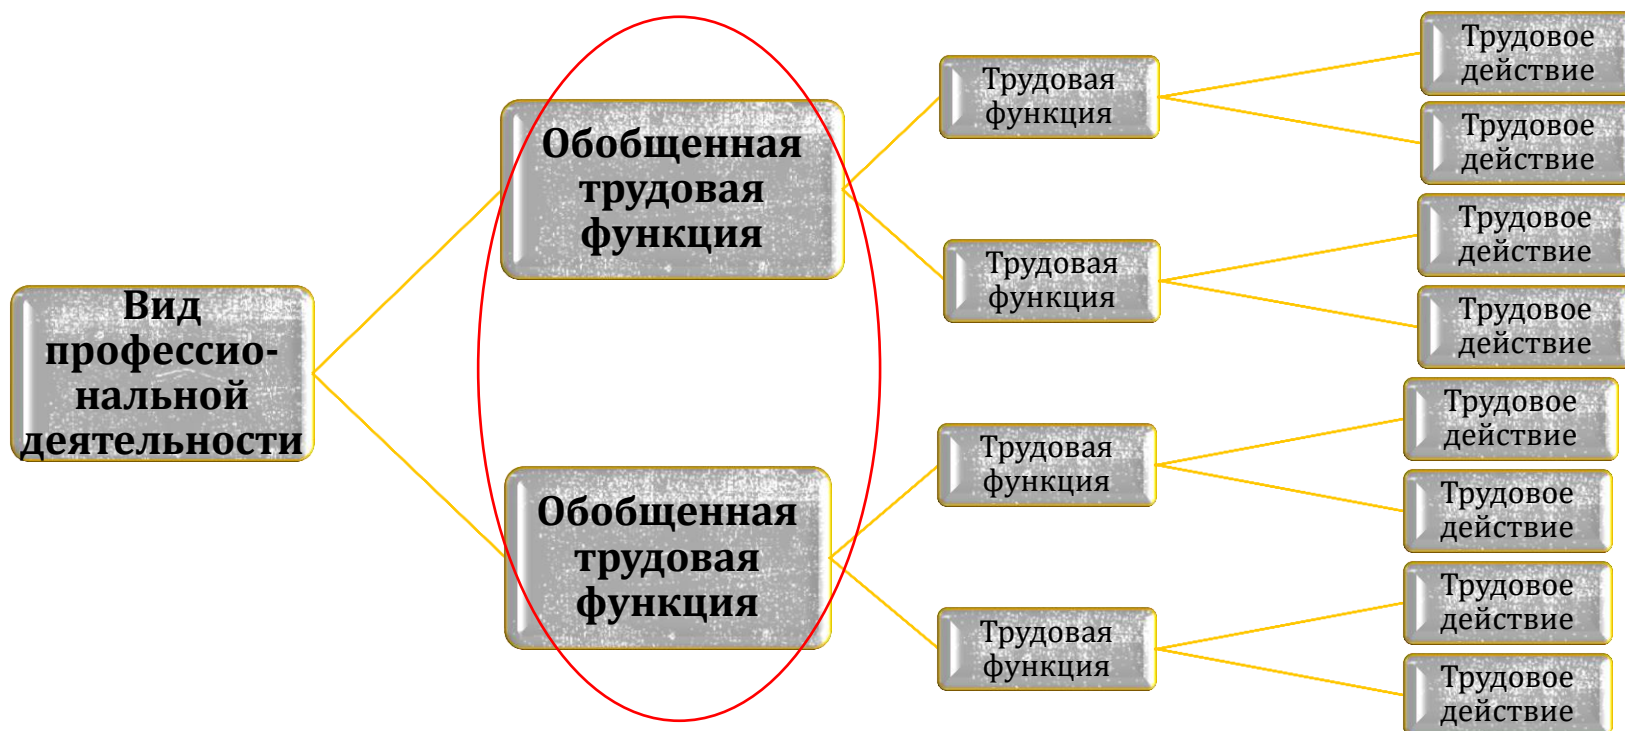 Вид
профессио-
нальной
деятельности
Обобщенная
трудовая
функция
Обобщенная
трудовая
функция
Трудовая
функция
Трудовая
функция
Трудовая
функция
Трудовая
функция
Трудовое
действие
Трудовое
действие
Трудовое
действие
Трудовое
действие
Трудовое
действие
Трудовое
действие
Трудовое
действие
Трудовое
действие